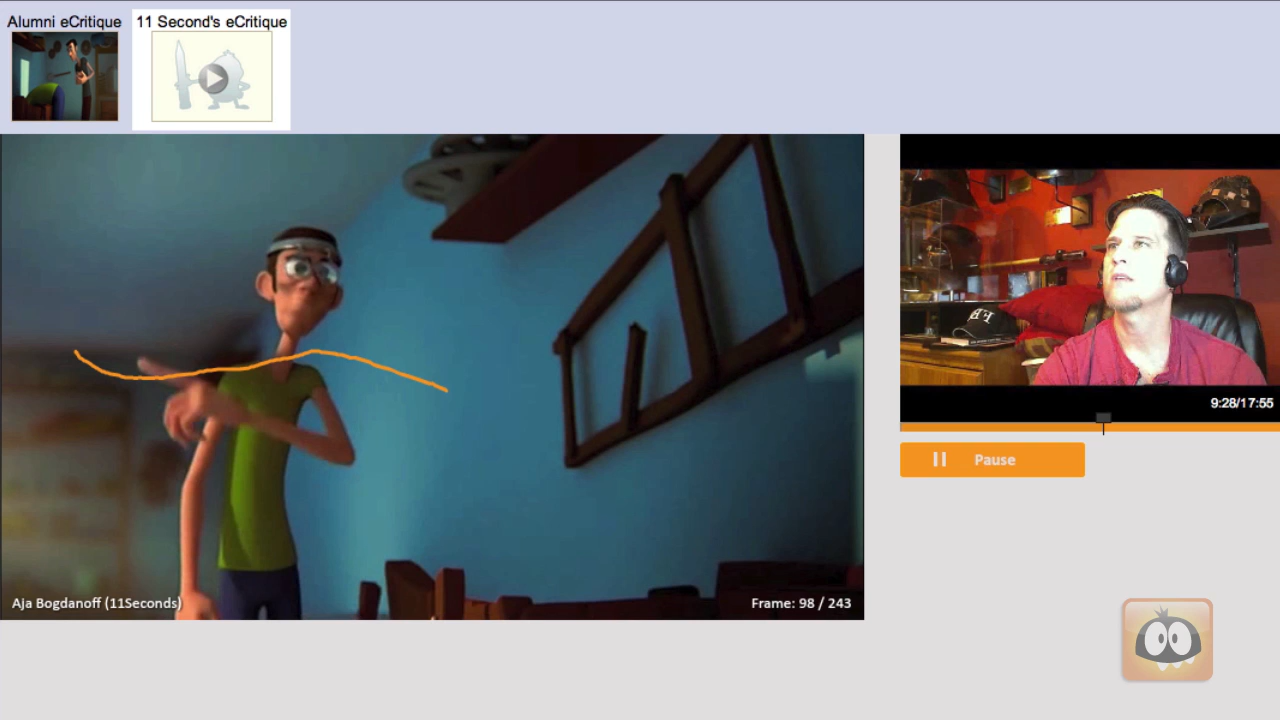 Alumni eCritique
11 Second's eCritique
Aja Bogdanoff (11Seconds)
Frame: 98 / 243
9:28/17:55
Pause